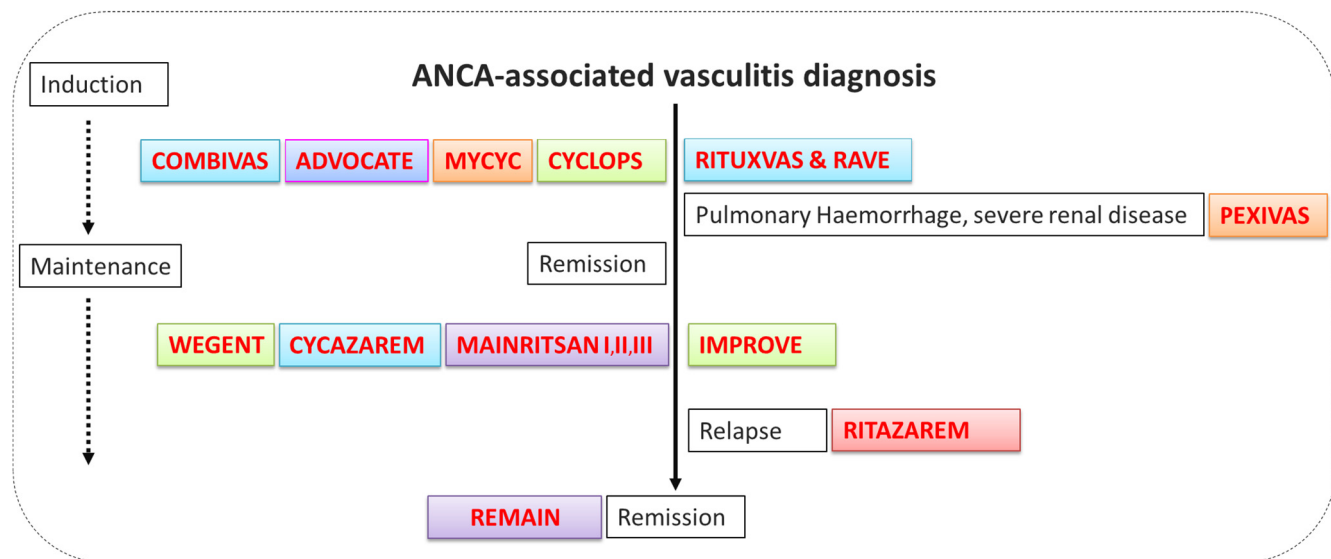 ANCA-associated vasculitis diagnosis
Induction
COMBIVAS ADVOCATE MYCYC CYCLOPS RITUXVAS & RAVE
Pulmonary Haemorrhage, severe renal disease PEXIVAS
Maintenance Remission
WEGENT CYCAZAREM MAINRITSAN I,II,III IMPROVE
Relapse RITAZAREM
REMAIN Remission